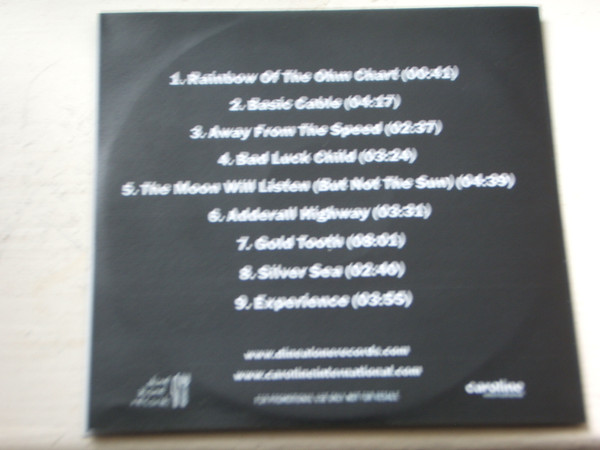 1. Rainbow Of The Ohm Chart (00:41)
2. Basic Cable (04:17)
3. Away From The Speed (02:37)
4. Bad Luck Child (03:24)
5. The Moon Will Listen (But Not The Sun) (04:39)
6. Adderall Highway (03:31)
7. Gold Tooth (03:01)
8. Silver Sea (02:46)
9. Experience (03:55)
www.dinealonerecords.com
www.carolineinternational.com
caroline